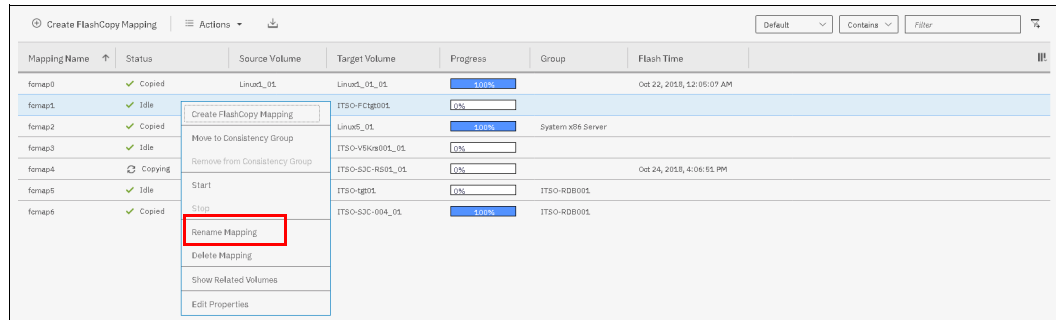 Create FlashCopy Mapping Actions Default Contains Filter
Mapping Name Status Source Volume Target Volume Progress Group Flash Time
fcmap0 Copied Linux1_01 Linux1_01_01 100% Oct 22, 2018, 12:05:07 AM
fcmap1 Idle ITSO-FCtgt001 0%
Create FlashCopy Mapping
fcmap2 Copied Linux5_01 100% System x86 Server
Move to Consistency Group
fcmap3 Idle ITSO-V5Krs001_01 0%
Remove from Consistency Group
fcmap4 Copying ITSO-SJC-RS01_01 0% Oct 24, 2018, 4:06:51 PM
Start
fcmap5 Idle ITSO-tgt01 0% ITSO-RDB001
Stop
fcmap6 Copied ITSO-SJC-004_01 100% ITSO-RDB001
Rename Mapping
Delete Mapping
Show Related Volumes
Edit Properties